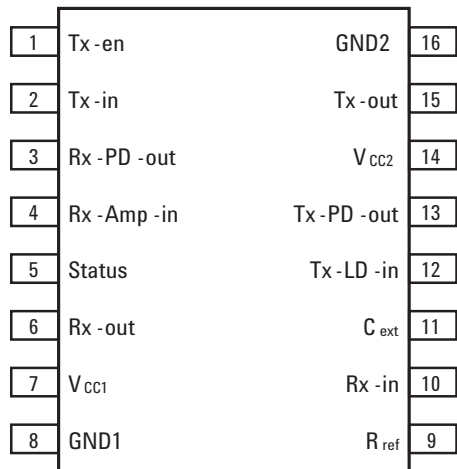 1 Tx-en GND2 16
2 Tx-in Tx-out 15
3 Rx-PD-out VCC2 14
4 Rx-Amp-in Tx-PD-out 13
5 Status Tx-LD-in 12
6 Rx-out Cext 11
7 VCC1 Rx-in 10
8 GND1 Rref 9